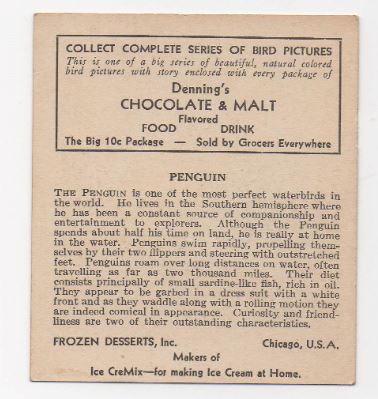 COLLECT COMPLETE SERIES OF BIRD PICTURES
This is one of a big series of beautiful, natural colored
bird pictures with story enclosed with every package of
Denning's
CHOCOLATE & MALT
Flavored
FOOD DRINK
The Big 10c Package — Sold by Grocers Everywhere
PENGUIN
THE PENGUIN is one of the most perfect waterbirds in
the world. He lives in the Southern hemisphere where
he has been a constant source of companionship and
entertainment to explorers. Although the Penguin
spends about half his time on land, he is really at home
in the water. Penguins swim rapidly, propelling them-
selves by their two flippers and steering with outstretched
feet. Penguins roam over long distances on water, often
travelling as far as two thousand miles. Their diet
consists principally of small sardine-like fish, rich in oil.
They appear to be garbed in a dress suit with a white
front and as they waddle along with a rolling motion they
are indeed comical in appearance. Curiosity and friend-
liness are two of their outstanding characteristics.
FROZEN DESSERTS, Inc. Chicago, U.S.A.
Makers of
Ice CreMix—for making Ice Cream at Home.